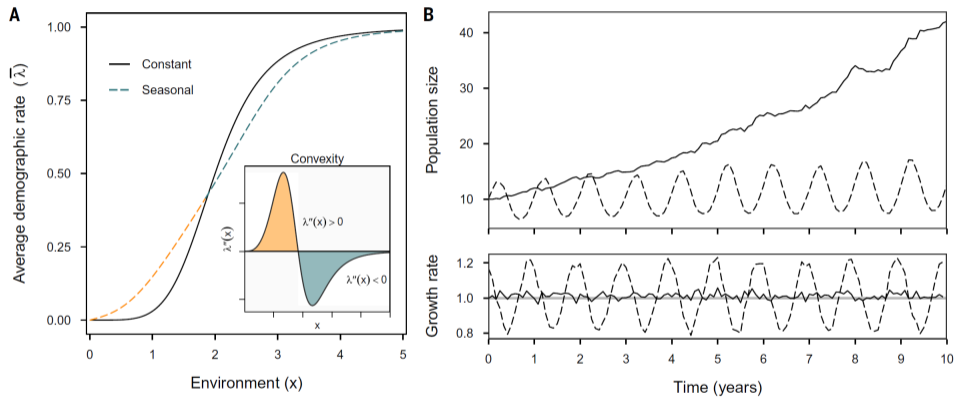 A
Average demographic rate (λ̅)
1.00
0.75
0.50
0.25
0.00
Constant
Seasonal
Convexity
λ″(x)
λ″(x) > 0
λ″(x) < 0
x
0 1 2 3 4 5
Environment (x)
B
Population size
40
30
20
10
Growth rate
1.2
1.0
0.8
0 1 2 3 4 5 6 7 8 9 10
Time (years)